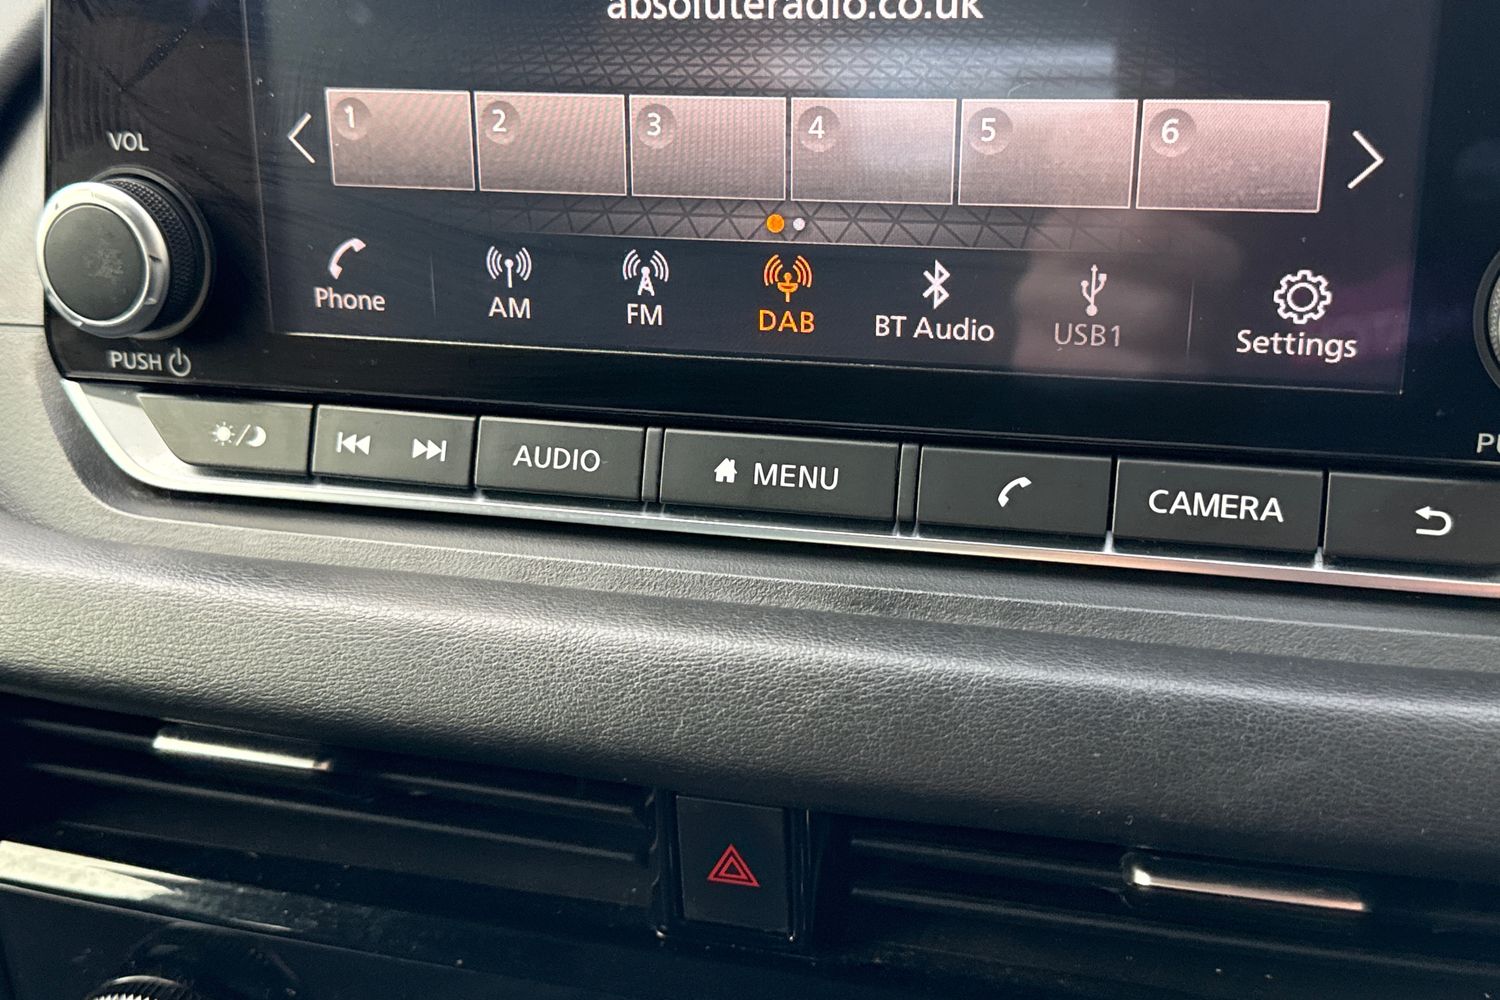 absoluteradio.co.uk
VOL
1 2 3 4 5 6
Phone AM FM DAB BT Audio USB1 Settings
PUSH
AUDIO MENU CAMERA